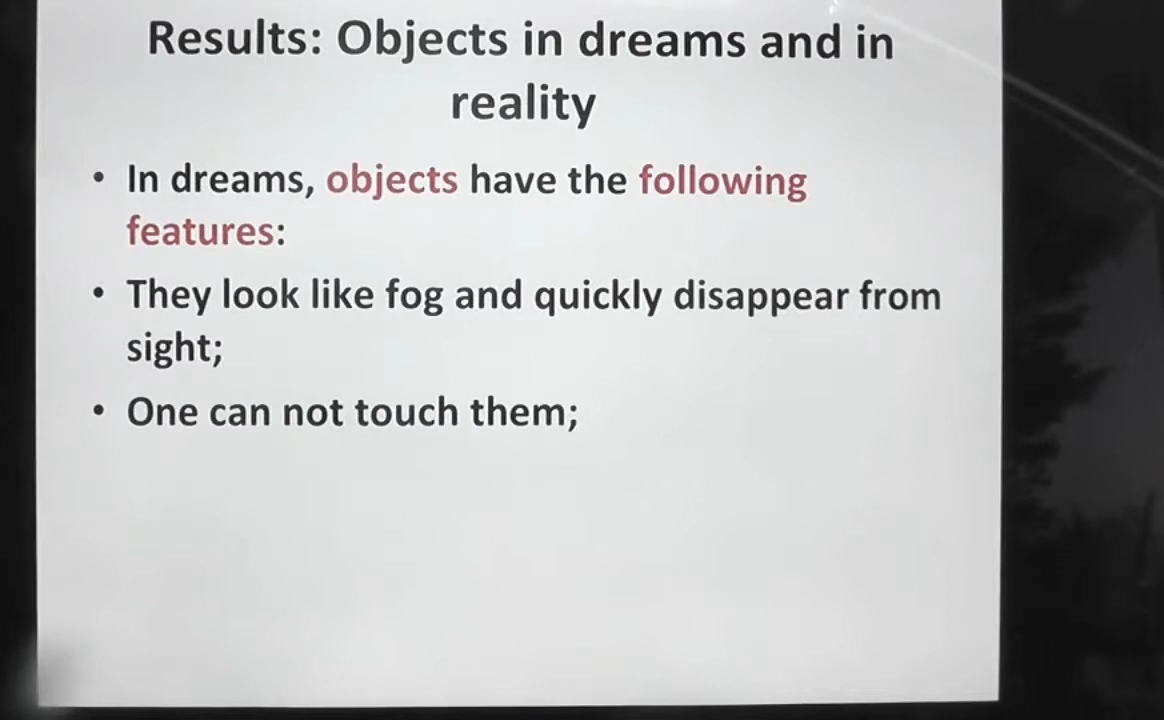 Results: Objects in dreams and in
reality
• In dreams, objects have the following
features:
• They look like fog and quickly disappear from
sight;
• One can not touch them;